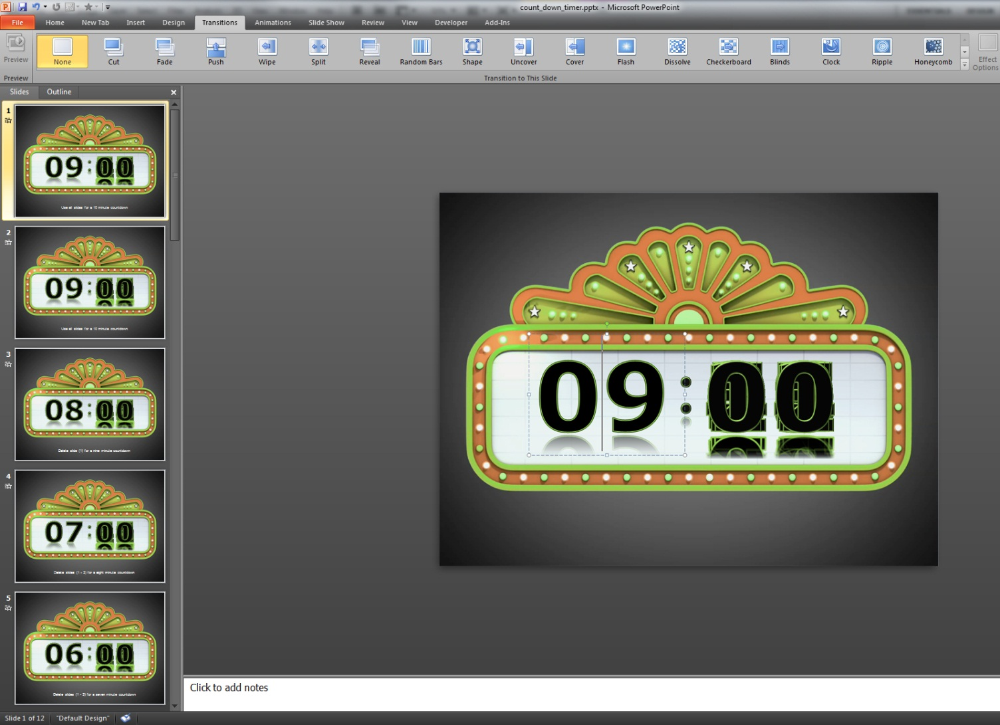 count_down_timer.pptx - Microsoft PowerPoint
File Home New Tab Insert Design Transitions Animations Slide Show Review View Developer Add-Ins
Preview None Cut Fade Push Wipe Split Reveal Random Bars Shape Uncover Cover Flash Dissolve Checkerboard Blinds Clock Ripple Honeycomb Effect Options
Preview Transition to This Slide
Slides Outline
1
09:00
Use all slides for a 10 minute countdown
2
09:00
Use all slides for a 10 minute countdown
3
08:00
Delete slide (1) for a nine minute countdown
4
07:00
Delete slides (1 - 2) for a eight minute countdown
5
06:00
Delete slides (1 - 3) for a seven minute countdown
09:00
Click to add notes
Slide 1 of 12 "Default Design"